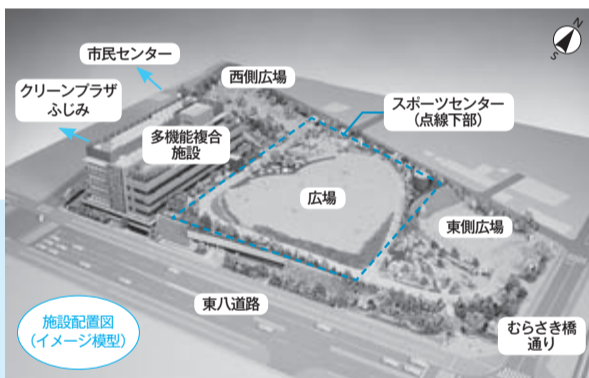 N
S
市民センター
西側広場
クリーンプラザ
ふじみ
スポーツセンター
(点線下部)
多機能複合
施設
広場
東側広場
東八道路
施設配置図
(イメージ模型)
むらさき橋
通り